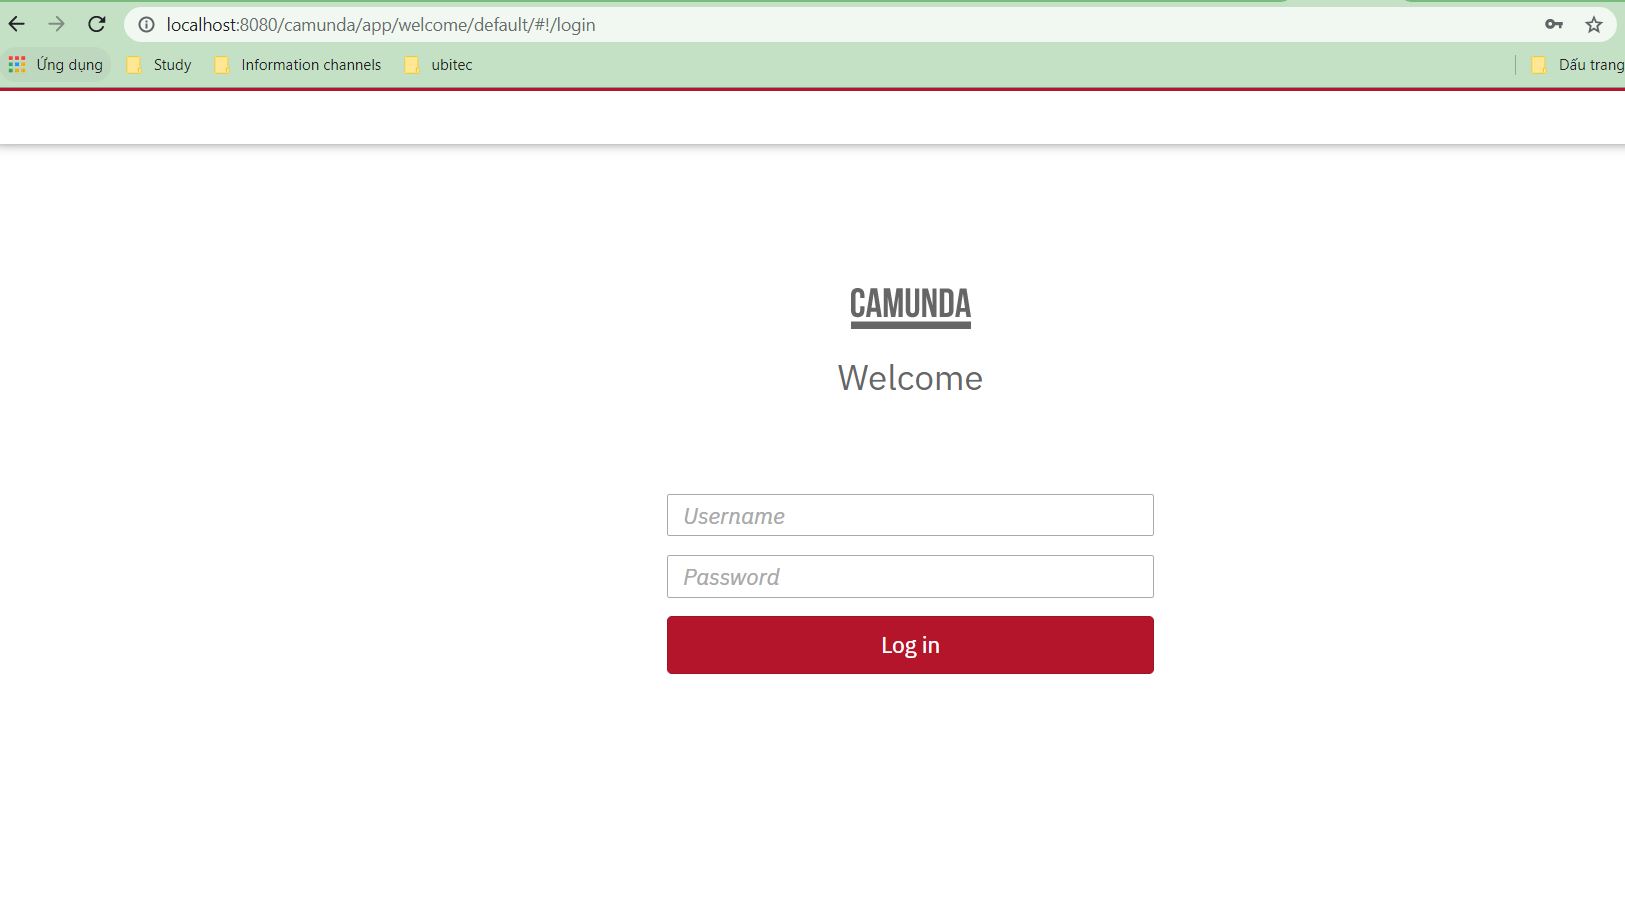 localhost:8080/camunda/app/welcome/default/#!/login
Ứng dụng Study Information channels ubitec Dấu trang
CAMUNDA
Welcome
Username
Password
Log in